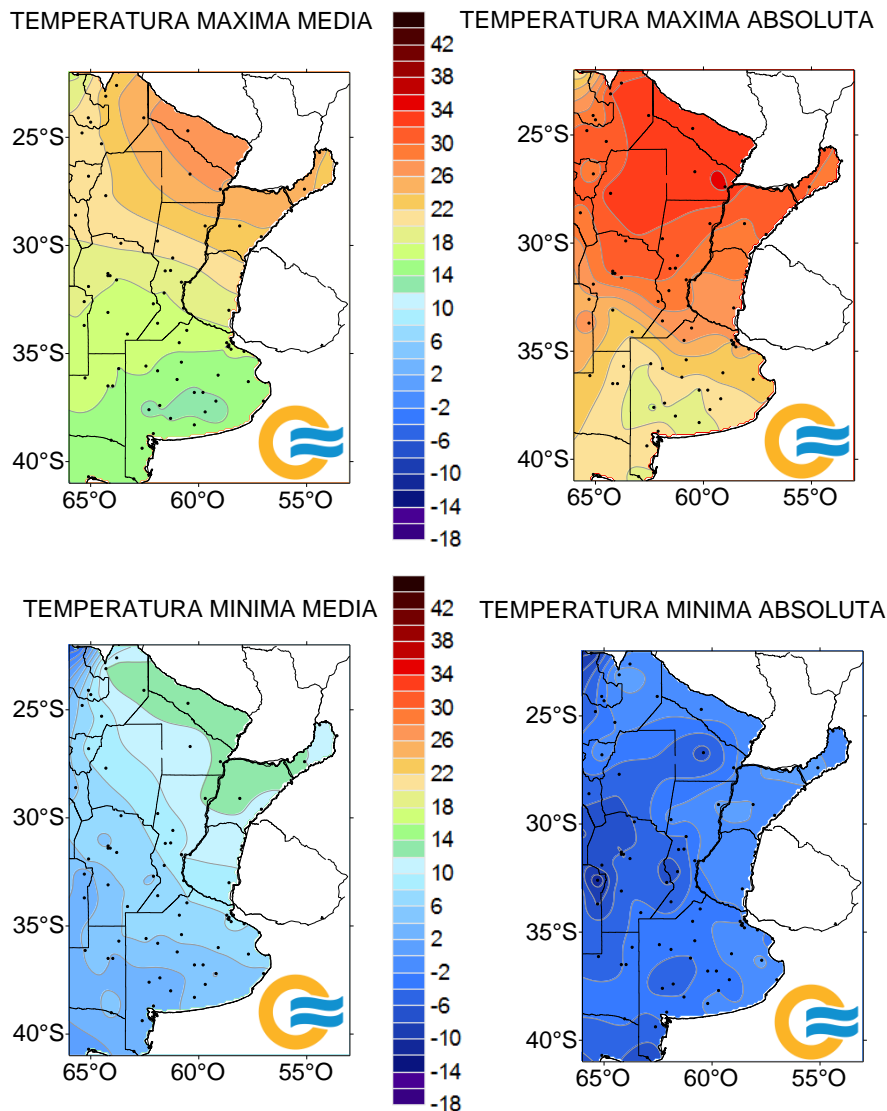 TEMPERATURA MAXIMA MEDIA
TEMPERATURA MAXIMA ABSOLUTA
42
38
34
30
26
22
18
14
10
6
2
-2
-6
-10
-14
-18
25°S
30°S
35°S
40°S
65°O 60°O 55°O
25°S
30°S
35°S
40°S
65°O 60°O 55°O
TEMPERATURA MINIMA MEDIA
TEMPERATURA MINIMA ABSOLUTA
42
38
34
30
26
22
18
14
10
6
2
-2
-6
-10
-14
-18
25°S
30°S
35°S
40°S
65°O 60°O 55°O
25°S
30°S
35°S
40°S
65°O 60°O 55°O